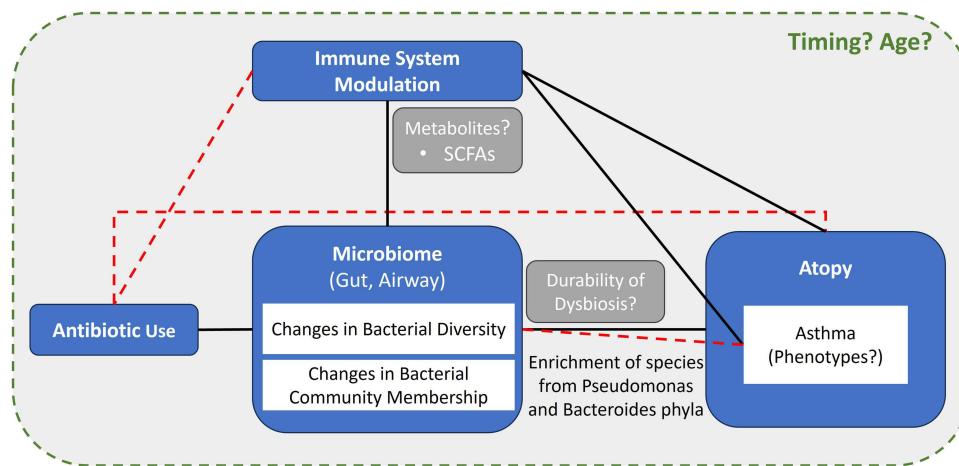 Timing? Age?
Immune System
Modulation
Metabolites?
• SCFAs
Microbiome
(Gut, Airway)
Changes in Bacterial Diversity
Changes in Bacterial
Community Membership
Antibiotic Use
Durability of
Dysbiosis?
Enrichment of species
from Pseudomonas
and Bacteroides phyla
Atopy
Asthma
(Phenotypes?)